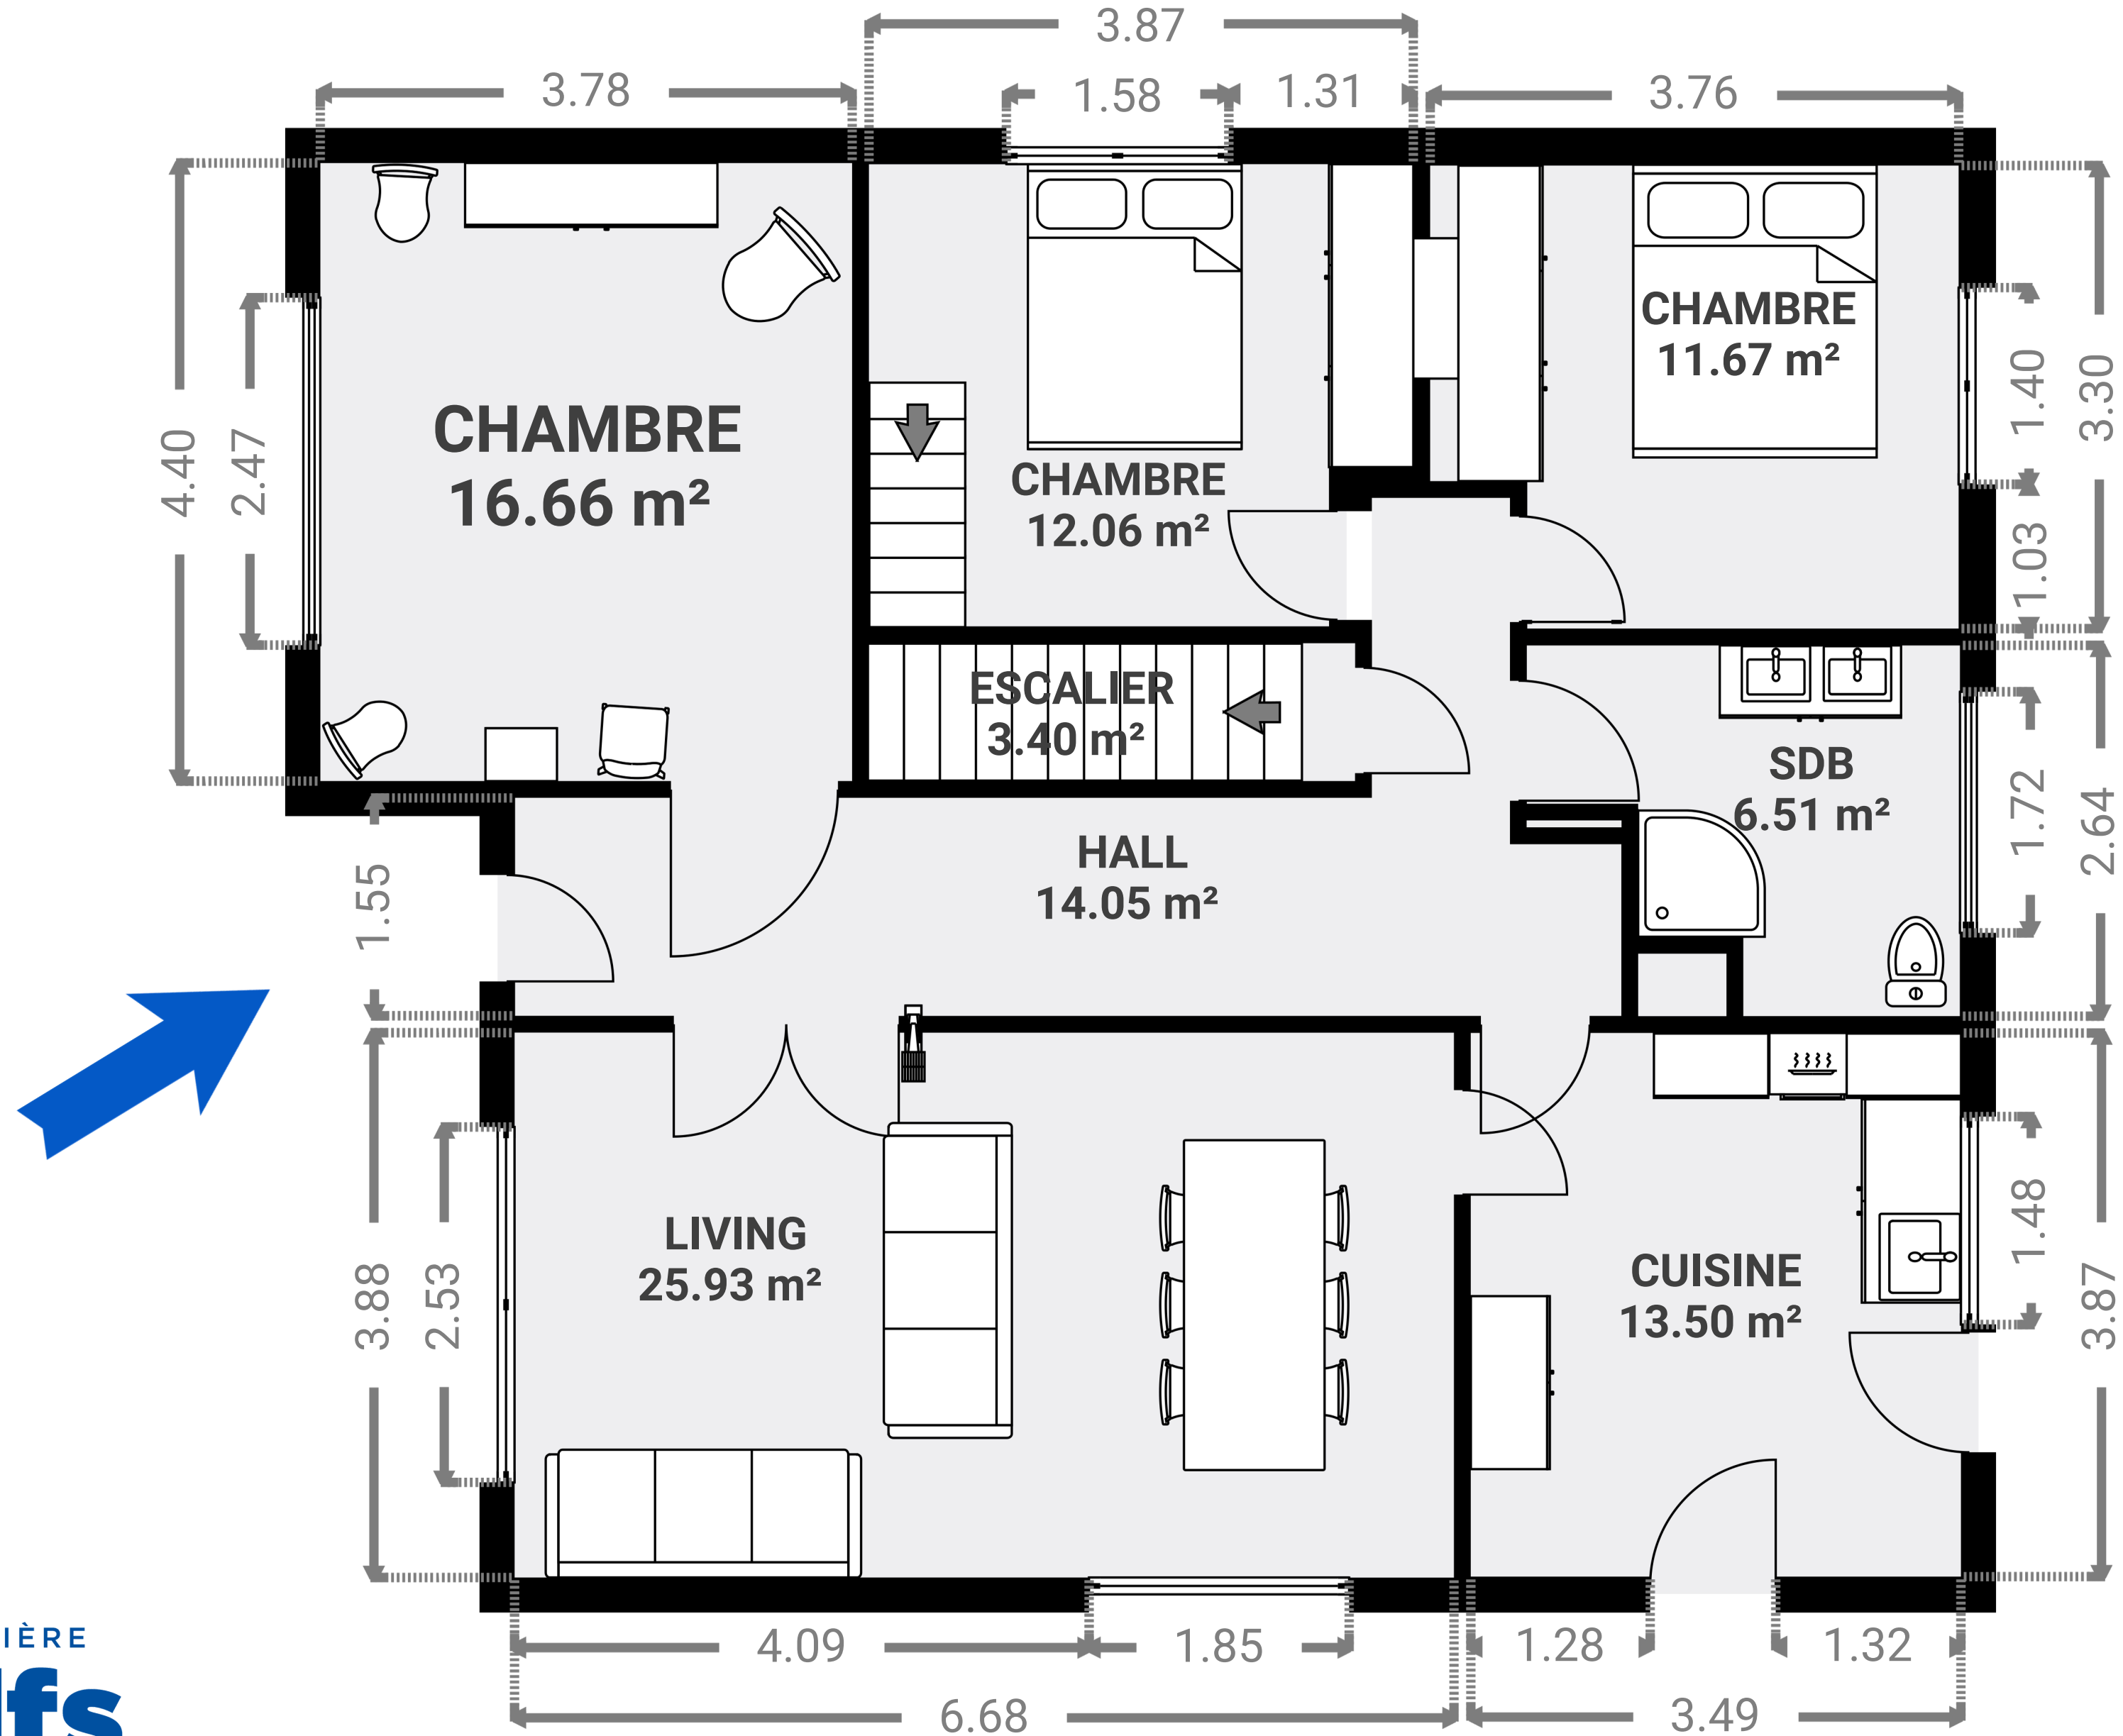 3.87
3.78
1.58
1.31
3.76
4.40
2.47
CHAMBRE
16.66 m²
CHAMBRE
12.06 m²
CHAMBRE
11.67 m²
1.40
3.30
1.03
ESCALIER
3.40 m²
SDB
6.51 m²
1.72
2.64
HALL
14.05 m²
1.55
LIVING
25.93 m²
CUISINE
13.50 m²
3.88
2.53
1.48
3.87
4.09
1.85
1.28
1.32
6.68
3.49
IÈRE
fs